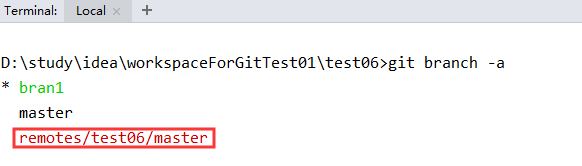 Terminal: Local × +
D:\study\idea\workspaceForGitTest01\test06>git branch -a
* bran1
master
remotes/test06/master